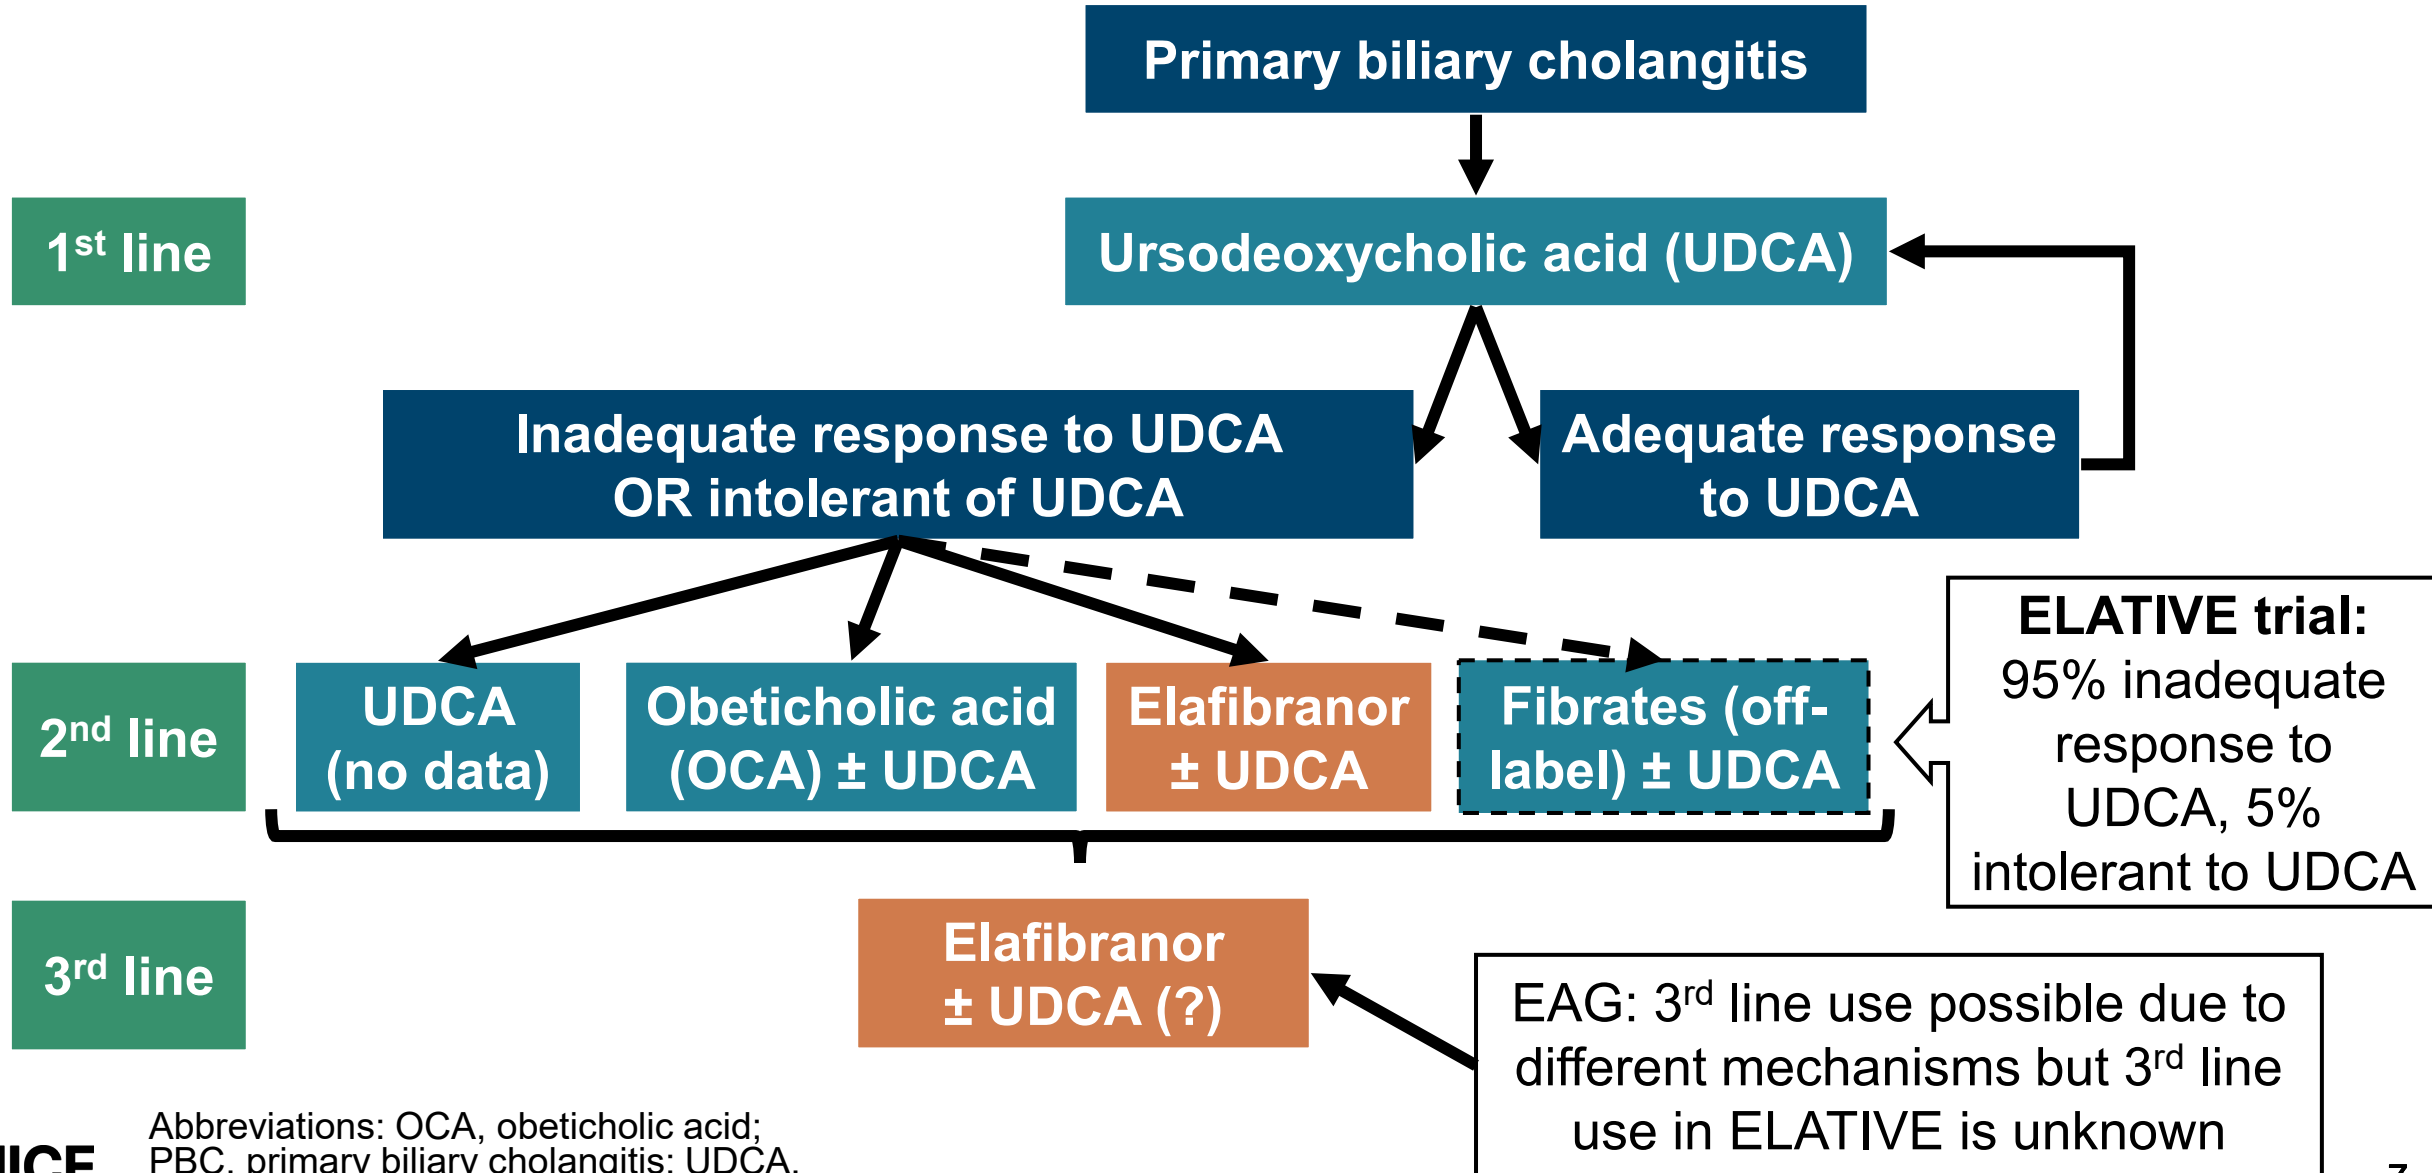 Primary biliary cholangitis
1st line
Ursodeoxycholic acid (UDCA)
Inadequate response to UDCA
OR intolerant of UDCA
Adequate response
to UDCA
2nd line
UDCA
(no data)
Obeticholic acid
(OCA) ± UDCA
Elafibranor
± UDCA
Fibrates (off-
label) ± UDCA
ELATIVE trial:
95% inadequate
response to
UDCA, 5%
intolerant to UDCA
3rd line
Elafibranor
± UDCA (?)
EAG: 3rd line use possible due to
different mechanisms but 3rd line
use in ELATIVE is unknown
NICE
Abbreviations: OCA, obeticholic acid;
PBC, primary biliary cholangitis; UDCA,